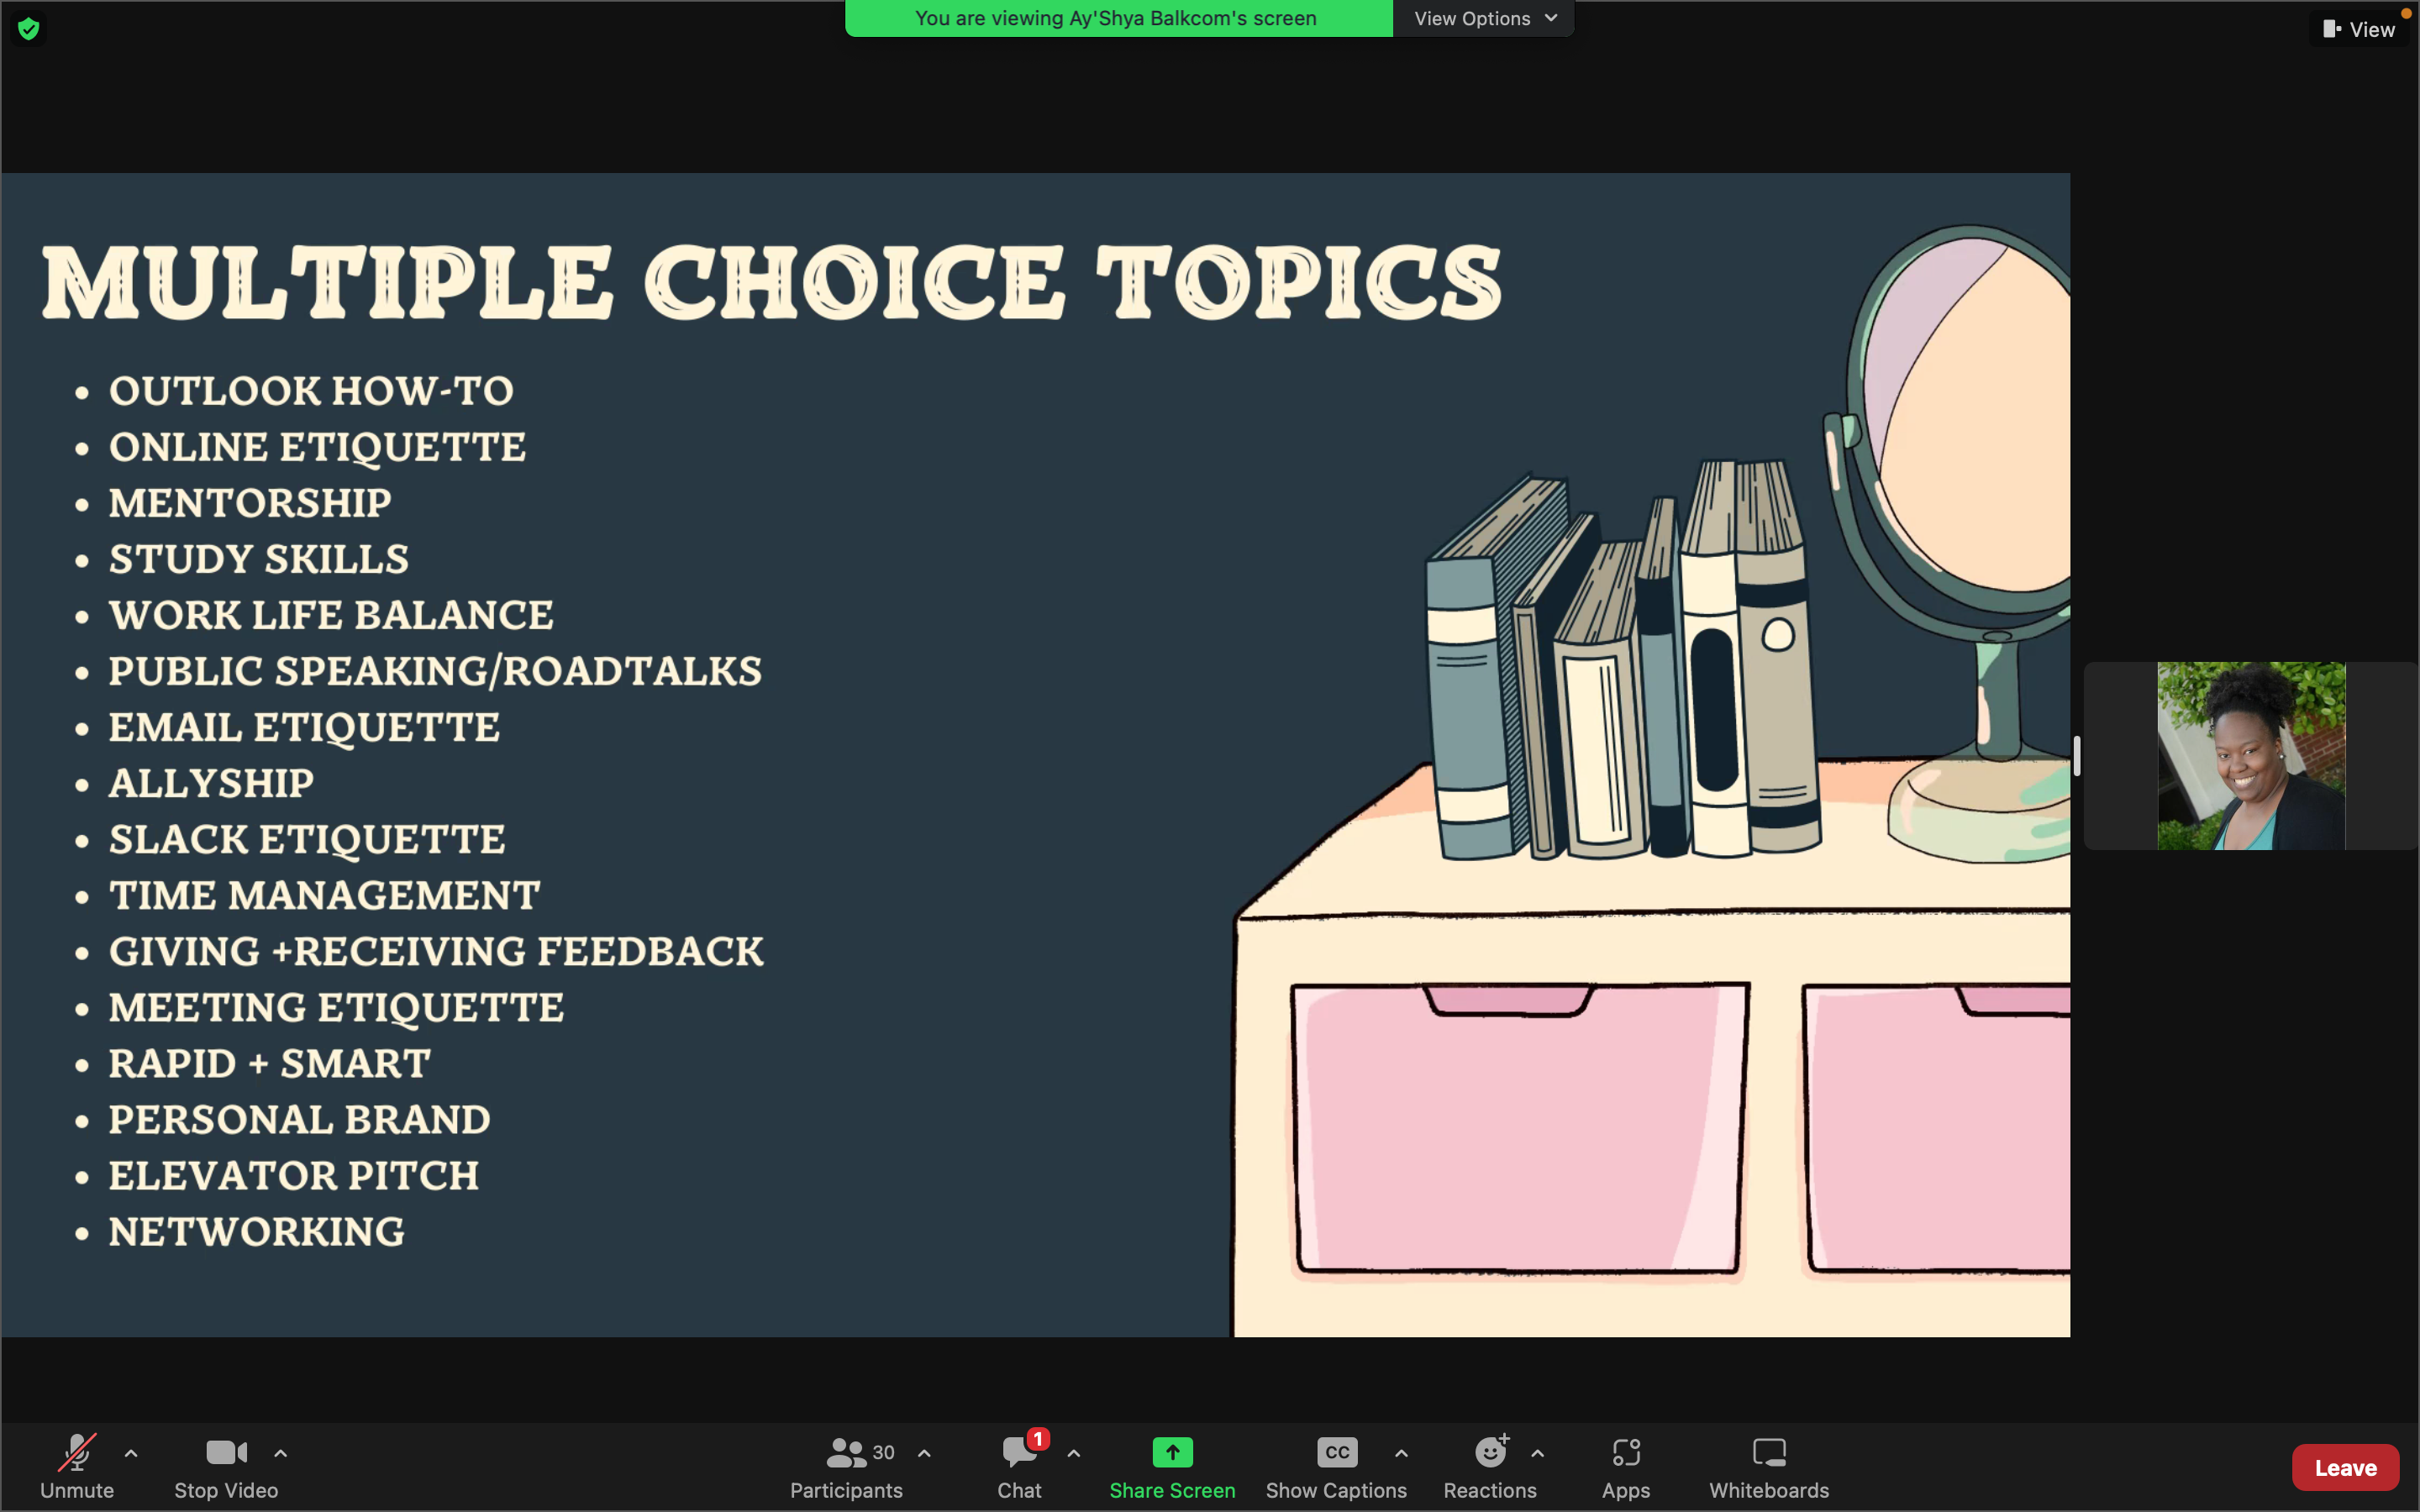 You are viewing Ay'Shya Balkcom's screen
View Options
View
MULTIPLE CHOICE TOPICS
• OUTLOOK HOW-TO
• ONLINE ETIQUETTE
• MENTORSHIP
• STUDY SKILLS
• WORK LIFE BALANCE
• PUBLIC SPEAKING/ROADTALKS
• EMAIL ETIQUETTE
• ALLYSHIP
• SLACK ETIQUETTE
• TIME MANAGEMENT
• GIVING +RECEIVING FEEDBACK
• MEETING ETIQUETTE
• RAPID + SMART
• PERSONAL BRAND
• ELEVATOR PITCH
• NETWORKING
Unmute
Stop Video
30
Participants
1
Chat
Share Screen
CC
Show Captions
Reactions
Apps
Whiteboards
Leave